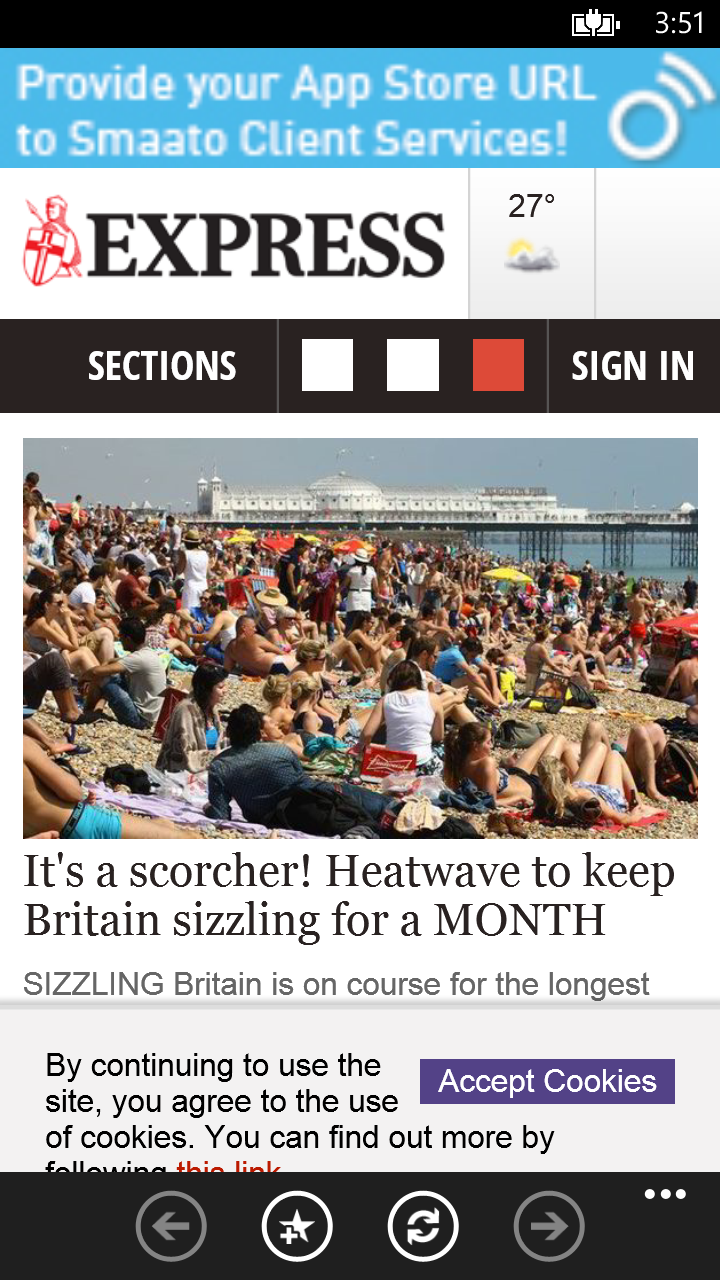 3:51
Provide your App Store URL
to Smaato Client Services!
EXPRESS
27°
SECTIONS
SIGN IN
It's a scorcher! Heatwave to keep
Britain sizzling for a MONTH
SIZZLING Britain is on course for the longest
By continuing to use the
site, you agree to the use
of cookies. You can find out more by
following this link
Accept Cookies